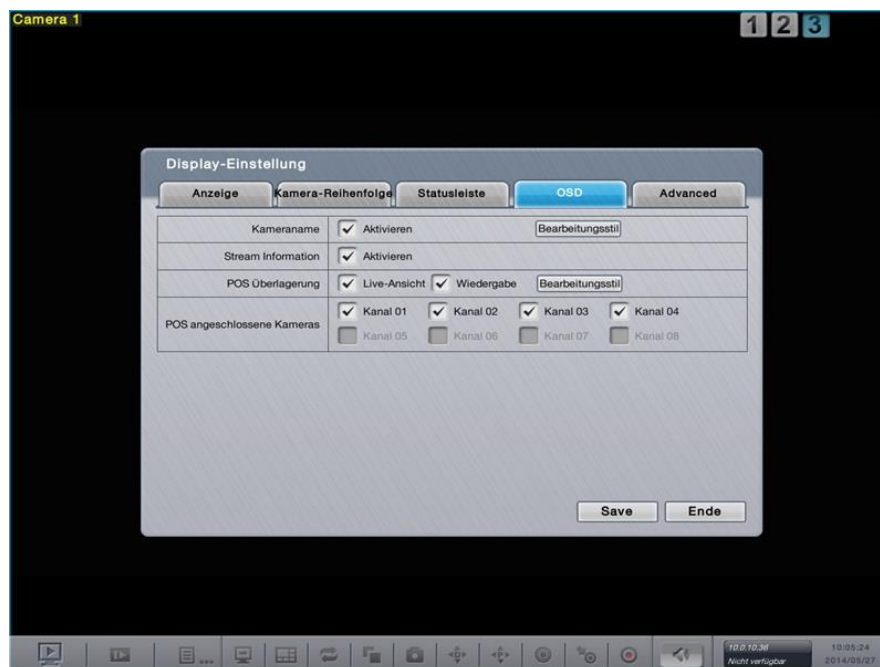 Camera 1
1 2 3
Display-Einstellung
Anzeige Kamera-Reihenfolge Statusleiste OSD Advanced
Kameraname Aktivieren Bearbeitungsstil
Stream Information Aktivieren
POS Überlagerung Live-Ansicht Wiedergabe Bearbeitungsstil
POS angeschlossene Kameras
Kanal 01 Kanal 02 Kanal 03 Kanal 04
Kanal 05 Kanal 06 Kanal 07 Kanal 08
Save Ende
10.0.10.36 10:05:24
Nicht verfügbar 2014/05/27